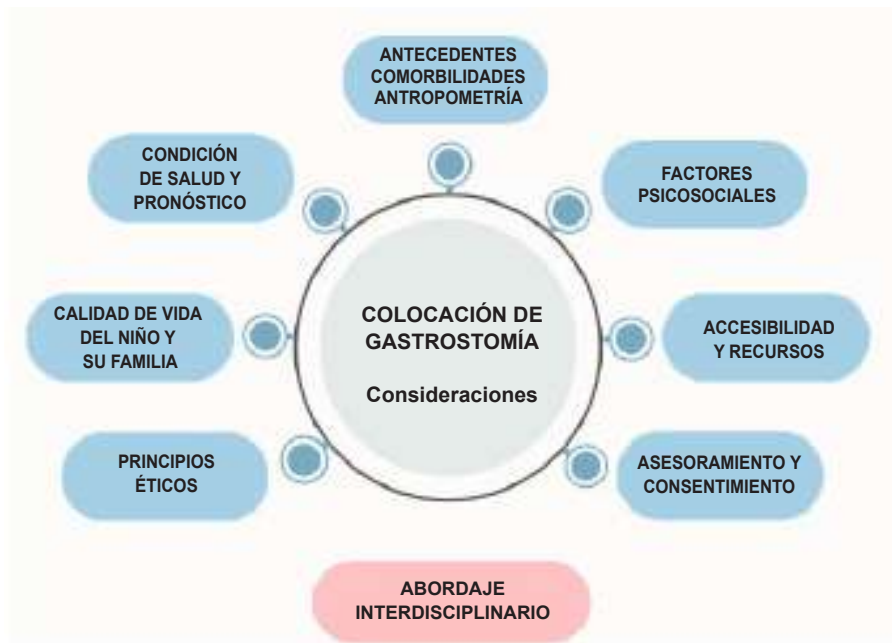 ANTECEDENTES
COMORBILIDADES
ANTROPOMETRÍA
CONDICIÓN
DE SALUD Y
PRONÓSTICO
FACTORES
PSICOSOCIALES
CALIDAD DE VIDA
DEL NIÑO Y
SU FAMILIA
COLOCACIÓN DE
GASTROSTOMÍA
Consideraciones
ACCESIBILIDAD
Y RECURSOS
PRINCIPIOS
ÉTICOS
ASESORAMIENTO Y
CONSENTIMIENTO
ABORDAJE
INTERDISCIPLINARIO